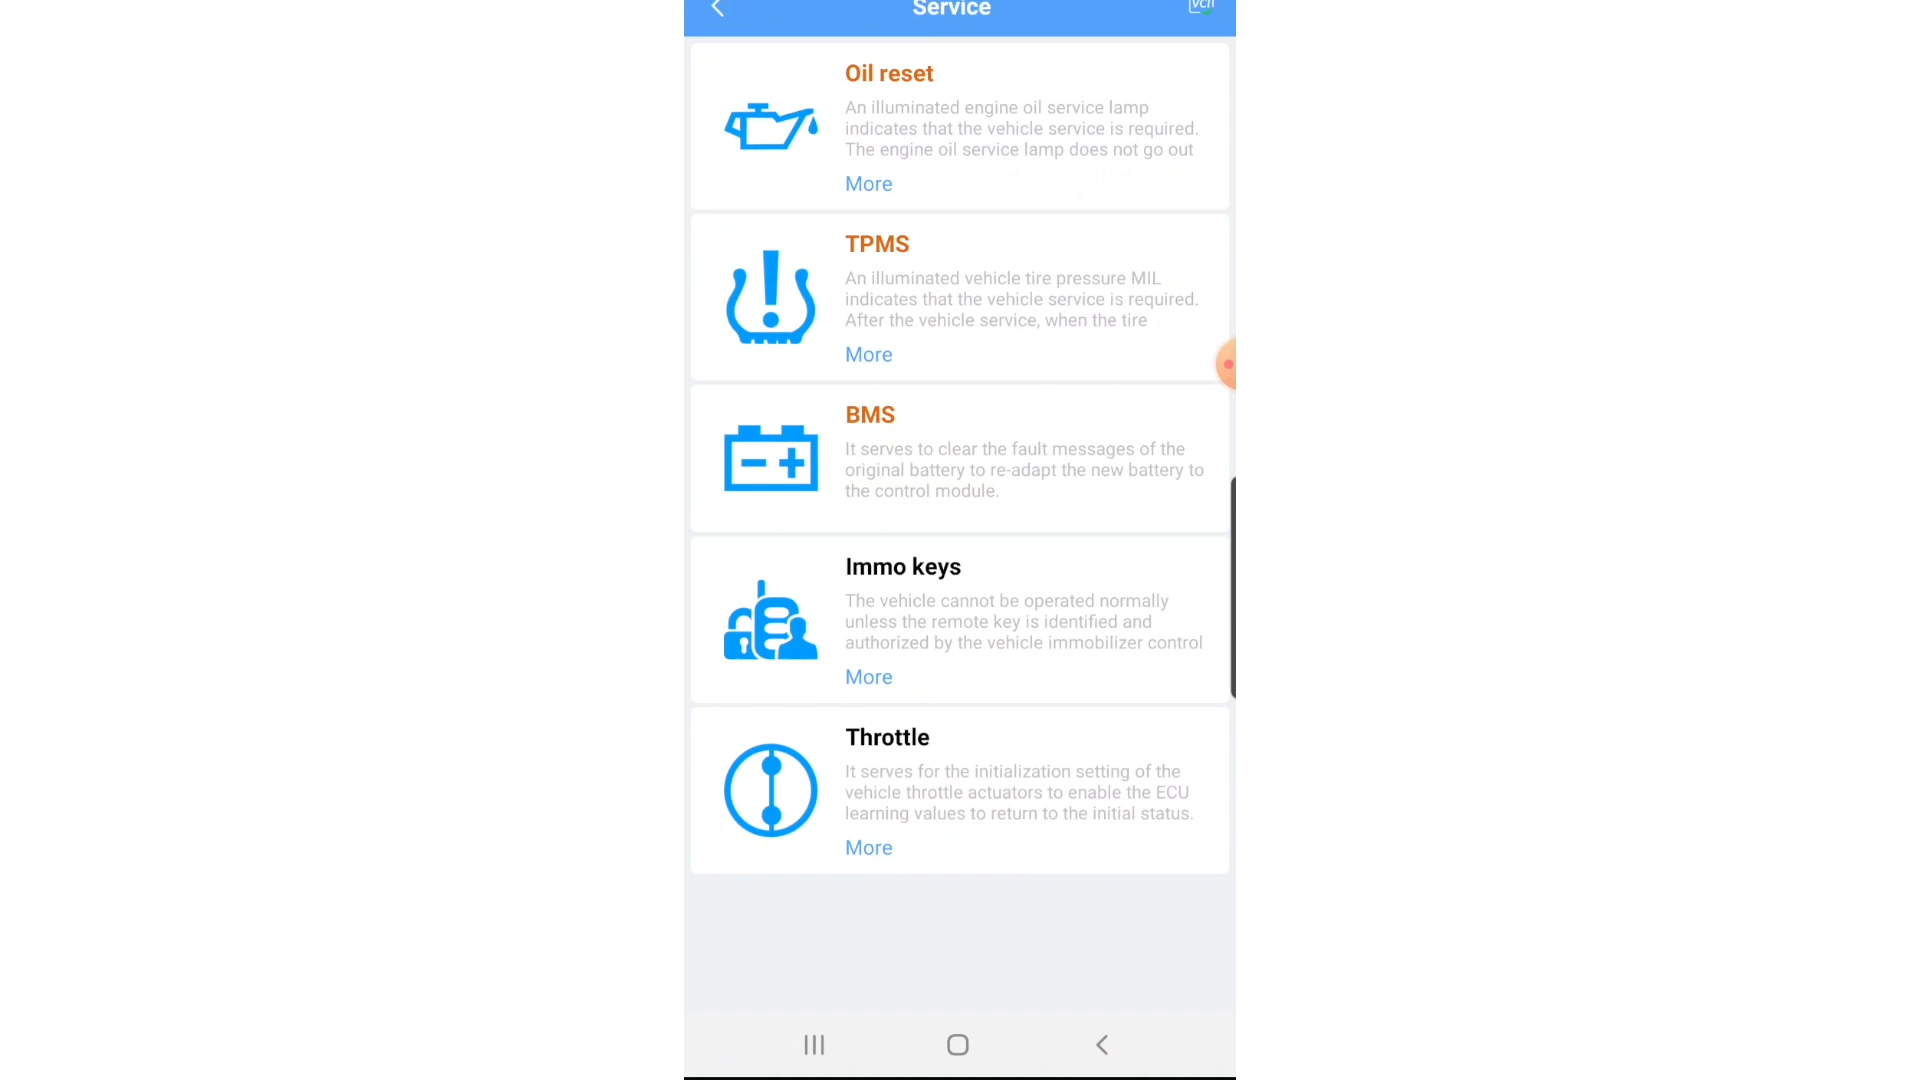 Service
VCI
Oil reset
An illuminated engine oil service lamp
indicates that the vehicle service is required.
The engine oil service lamp does not go out
More
TPMS
An illuminated vehicle tire pressure MIL
indicates that the vehicle service is required.
After the vehicle service, when the tire
More
BMS
It serves to clear the fault messages of the
original battery to re-adapt the new battery to
the control module.
Immo keys
The vehicle cannot be operated normally
unless the remote key is identified and
authorized by the vehicle immobilizer control
More
Throttle
It serves for the initialization setting of the
vehicle throttle actuators to enable the ECU
learning values to return to the initial status.
More